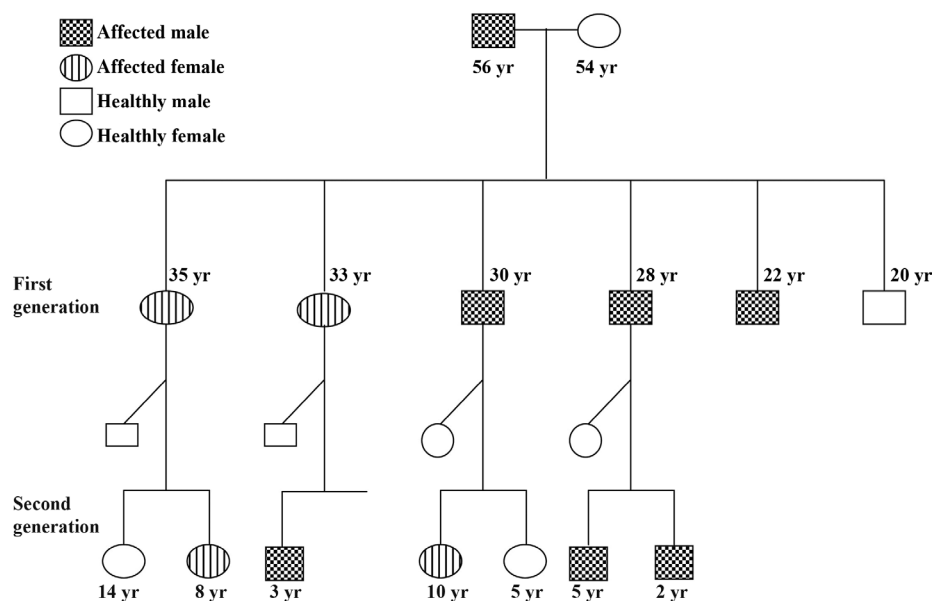 Affected male
Affected female
Healthly male
Healthly female
56 yr
54 yr
First
generation
35 yr
33 yr
30 yr
28 yr
22 yr
20 yr
Second
generation
14 yr
8 yr
3 yr
10 yr
5 yr
5 yr
2 yr